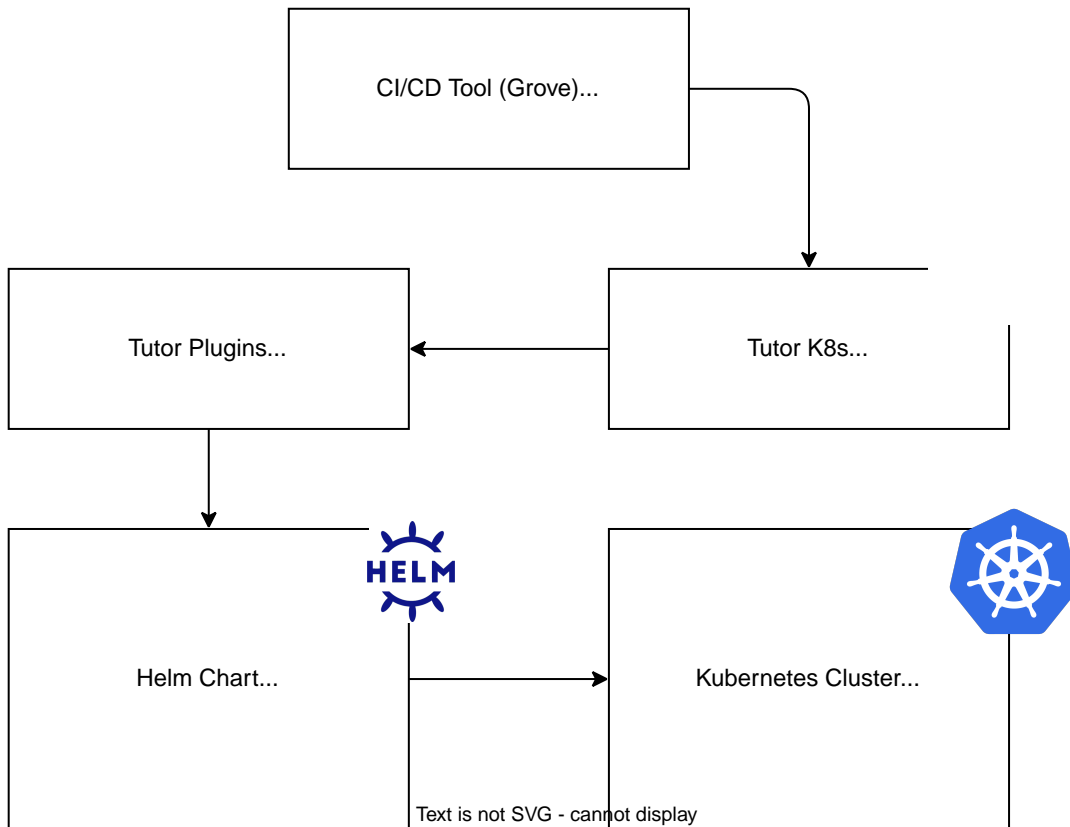 CI/CD Tool (Grove)...
Tutor Plugins...
Tutor K8s...
HELM
Helm Chart...
Kubernetes Cluster...
Text is not SVG - cannot display